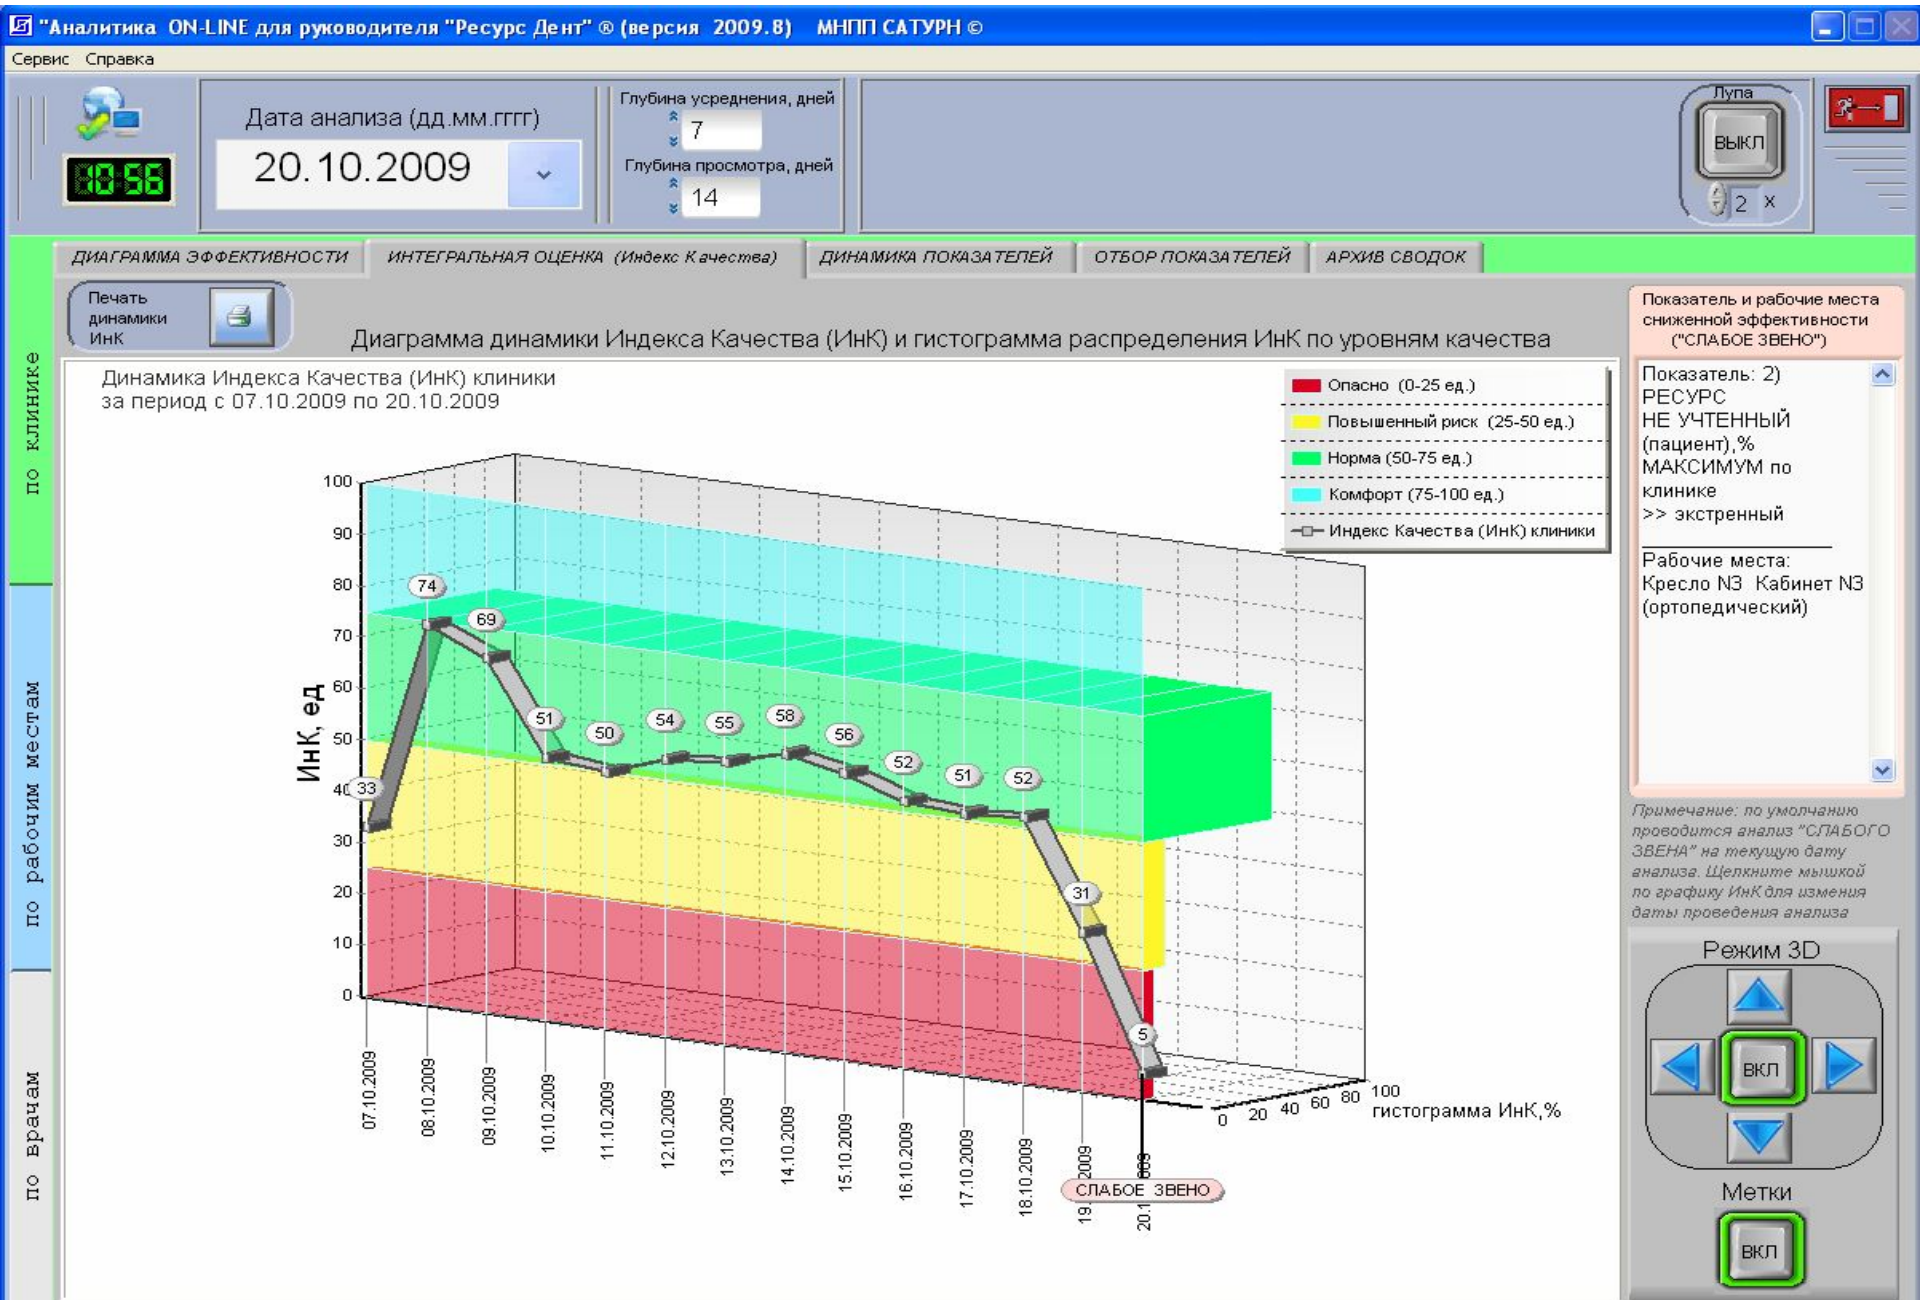 "Аналитика ON-LINE для руководителя "Ресурс Дент" ® (версия 2009.8) МНПП САТУРН ©
Сервис Справка
10:56
Дата анализа (дд.мм.гггг)
20.10.2009
Глубина усреднения, дней
7
Глубина просмотра, дней
14
Лупа
ВЫКЛ
2 X
ДИАГРАММА ЭФФЕКТИВНОСТИ
ИНТЕГРАЛЬНАЯ ОЦЕНКА (Индекс Качества)
ДИНАМИКА ПОКАЗАТЕЛЕЙ
ОТБОР ПОКАЗАТЕЛЕЙ
АРХИВ СВОДОК
по клинике
по рабочим местам
по врачам
Печать
динамики
ИнК
Диаграмма динамики Индекса Качества (ИнК) и гистограмма распределения ИнК по уровням качества
Динамика Индекса Качества (ИнК) клиники
за период с 07.10.2009 по 20.10.2009
Опасно (0-25 ед.)
Повышенный риск (25-50 ед.)
Норма (50-75 ед.)
Комфорт (75-100 ед.)
Индекс Качества (ИнК) клиники
ИнК, ед
100
90
80
70
60
50
40
30
20
10
0
33
74
69
51
50
54
55
58
56
52
51
52
31
5
07.10.2009
08.10.2009
09.10.2009
10.10.2009
11.10.2009
12.10.2009
13.10.2009
14.10.2009
15.10.2009
16.10.2009
17.10.2009
18.10.2009
СЛАБОЕ ЗВЕНО
0 20 40 60 80 100
гистограмма ИнК,%
Показатель и рабочие места
сниженной эффективности
("СЛАБОЕ ЗВЕНО")
Показатель: 2)
РЕСУРС
НЕ УЧТЕННЫЙ
(пациент),%
МАКСИМУМ по
клинике
>> экстренный
Рабочие места:
Кресло N3 Кабинет N3
(ортопедический)
Примечание: по умолчанию
проводится анализ "СЛАБОГО
ЗВЕНА" на текущую дату
анализа. Щелкните мышкой
по графику ИнК для измения
даты проведения анализа
Режим 3D
ВКЛ
Метки
ВКЛ